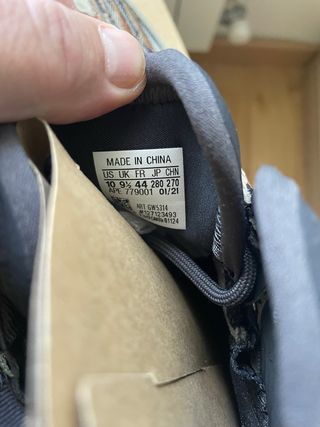 MADE IN CHINA
US UK FR JP CHN
10 9½ 44 280 270
APE 779001 01/21
ART GW5314
#127123493